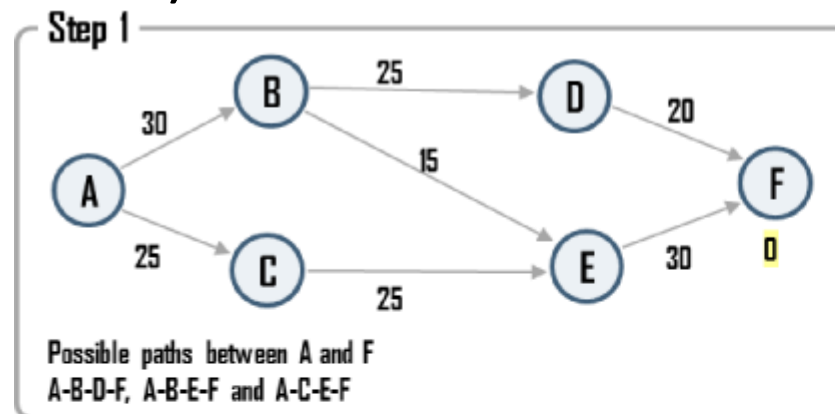 Step 1
B
25
D
30
20
15
A
F
25
C
E
30
0
25
Possible paths between A and F
A-B-D-F, A-B-E-F and A-C-E-F